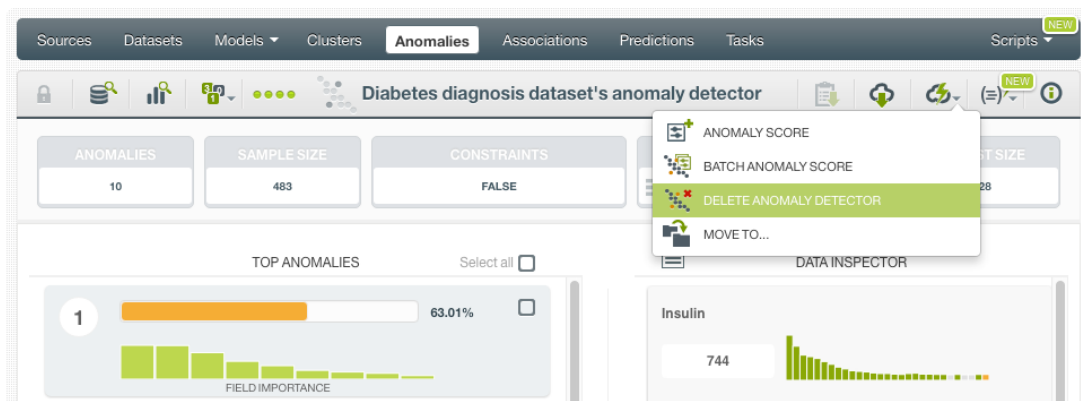 NEW
Sources Datasets Models Clusters Anomalies Associations Predictions Tasks Scripts
Diabetes diagnosis dataset's anomaly detector
NEW
ANOMALY SCORE
BATCH ANOMALY SCORE
DELETE ANOMALY DETECTOR
MOVE TO...
ANOMALIES SAMPLE SIZE CONSTRAINTS SIZE
10 483 FALSE 28
TOP ANOMALIES Select all DATA INSPECTOR
1 63.01%
FIELD IMPORTANCE
Insulin
744